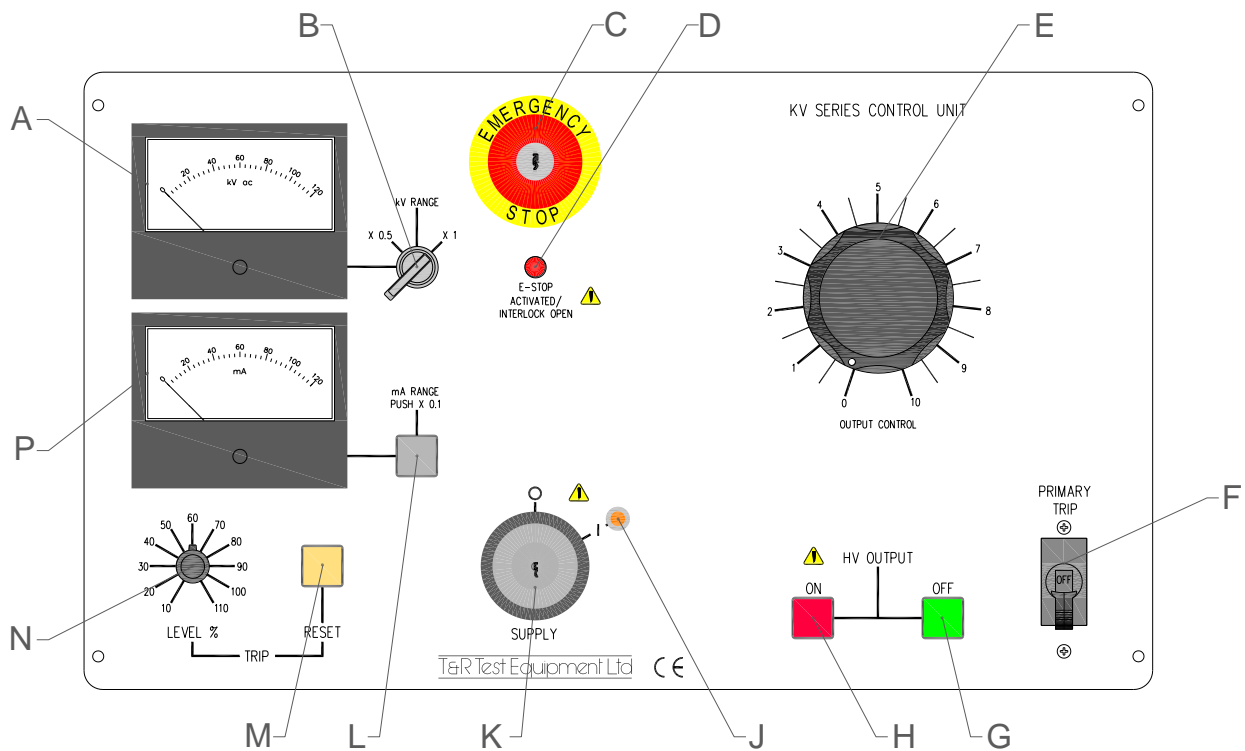 B C D E
A
KV SERIES CONTROL UNIT
EMERGENCY
STOP
0 20 40 60 80 100 120
kV ac
kV RANGE
X 0.5 X 1
E-STOP
ACTIVATED/
INTERLOCK OPEN
0 1 2 3 4 5 6 7 8 9 10
OUTPUT CONTROL
P
0 20 40 60 80 100 120
mA
mA RANGE
PUSH X 0.1
O I
SUPPLY
PRIMARY
TRIP
F
OFF
HV OUTPUT
ON OFF
N
10 20 30 40 50 60 70 80 90 100 110
LEVEL %
RESET
TRIP
T&R Test Equipment Ltd CE
M L K J H G